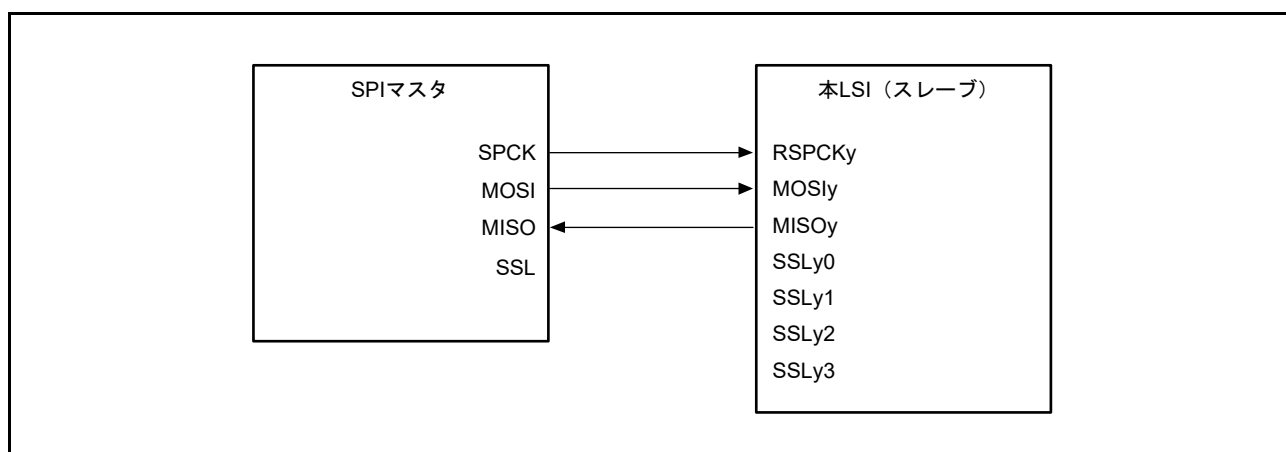 SPIマスタ
SPCK
MOSI
MISO
SSL
本LSI（スレーブ）
RSPCKy
MOSIy
MISOy
SSLy0
SSLy1
SSLy2
SSLy3